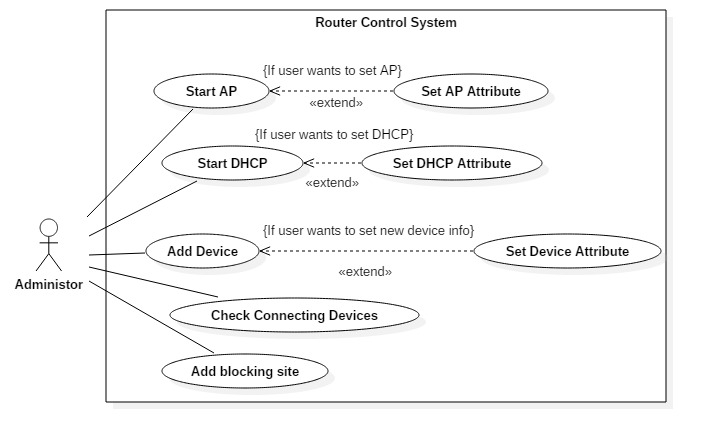 Router Control System
{If user wants to set AP}
Start AP
Set AP Attribute
«extend»
{If user wants to set DHCP}
Start DHCP
Set DHCP Attribute
«extend»
{If user wants to set new device info}
Add Device
Set Device Attribute
«extend»
Administor
Check Connecting Devices
Add blocking site